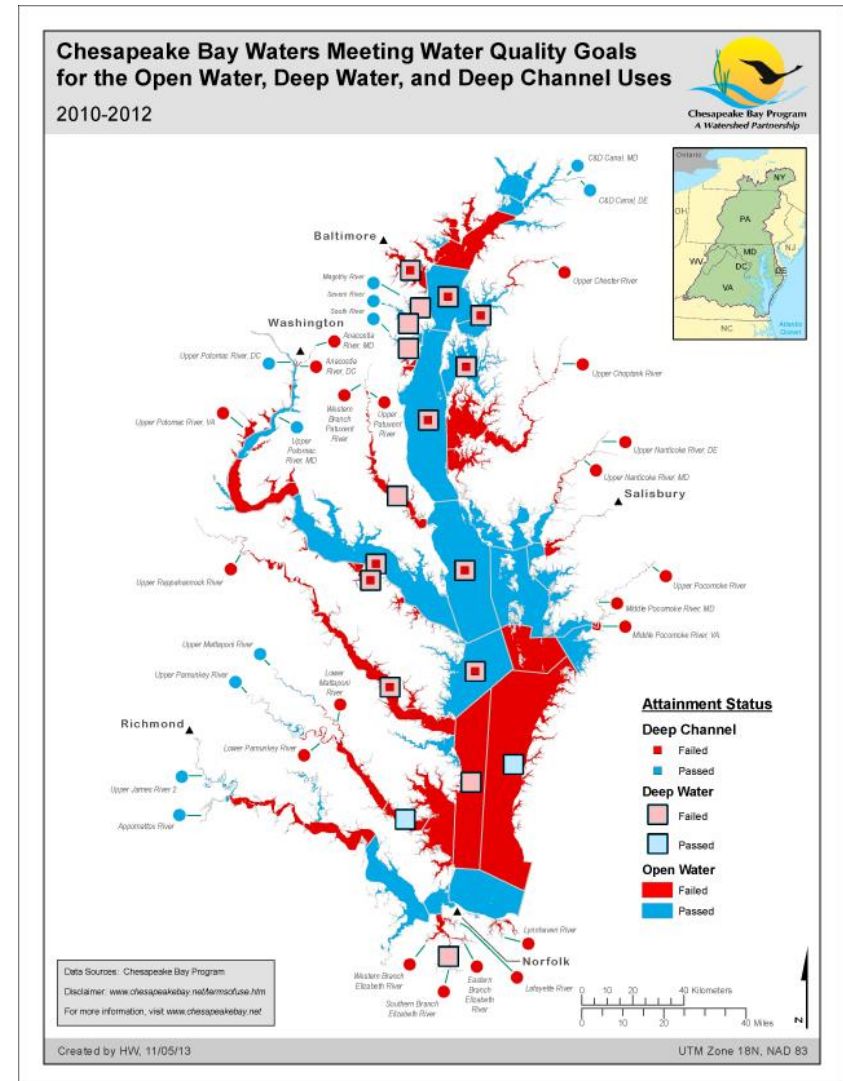 Chesapeake Bay Waters Meeting Water Quality Goals
for the Open Water, Deep Water, and Deep Channel Uses
2010-2012
Chesapeake Bay Program
A Watershed Partnership
Ontario
NY
OH
PA
NJ
WV
MD
DC
DE
VA
NC
Atlantic
Ocean
C&D Canal, MD
C&D Canal, DE
Baltimore
Magothy River
Severn River
South River
Upper Chester River
Washington
Anacostia
River, MD
Upper Potomac River, DC
Anacostia
River, DC
Upper Choptank River
Western
Branch
Patuxent
River
Upper
Patuxent
River
Upper Potomac River, VA
Upper
Potomac
River, MD
Upper Nanticoke River, DE
Upper Nanticoke River, MD
Salisbury
Upper Rappahannock River
Upper Pocomoke River
Middle Pocomoke River, MD
Middle Pocomoke River, VA
Upper Mattaponi River
Upper Pamunkey River
Lower
Mattaponi
River
Richmond
Lower Pamunkey River
Upper James River 2
Appomattox River
Attainment Status
Deep Channel
Failed
Passed
Deep Water
Failed
Passed
Open Water
Failed
Passed
Lynnhaven River
Norfolk
Western Branch
Elizabeth River
Southern Branch
Elizabeth River
Eastern
Branch
Elizabeth
River
Lafayette River
Data Sources: Chesapeake Bay Program
Disclaimer: www.chesapeakebay.net/termsofuse.htm
For more information, visit www.chesapeakebay.net
0 10 20 40 Kilometers
0 10 20 40 Miles
N
Created by HW, 11/05/13
UTM Zone 18N, NAD 83